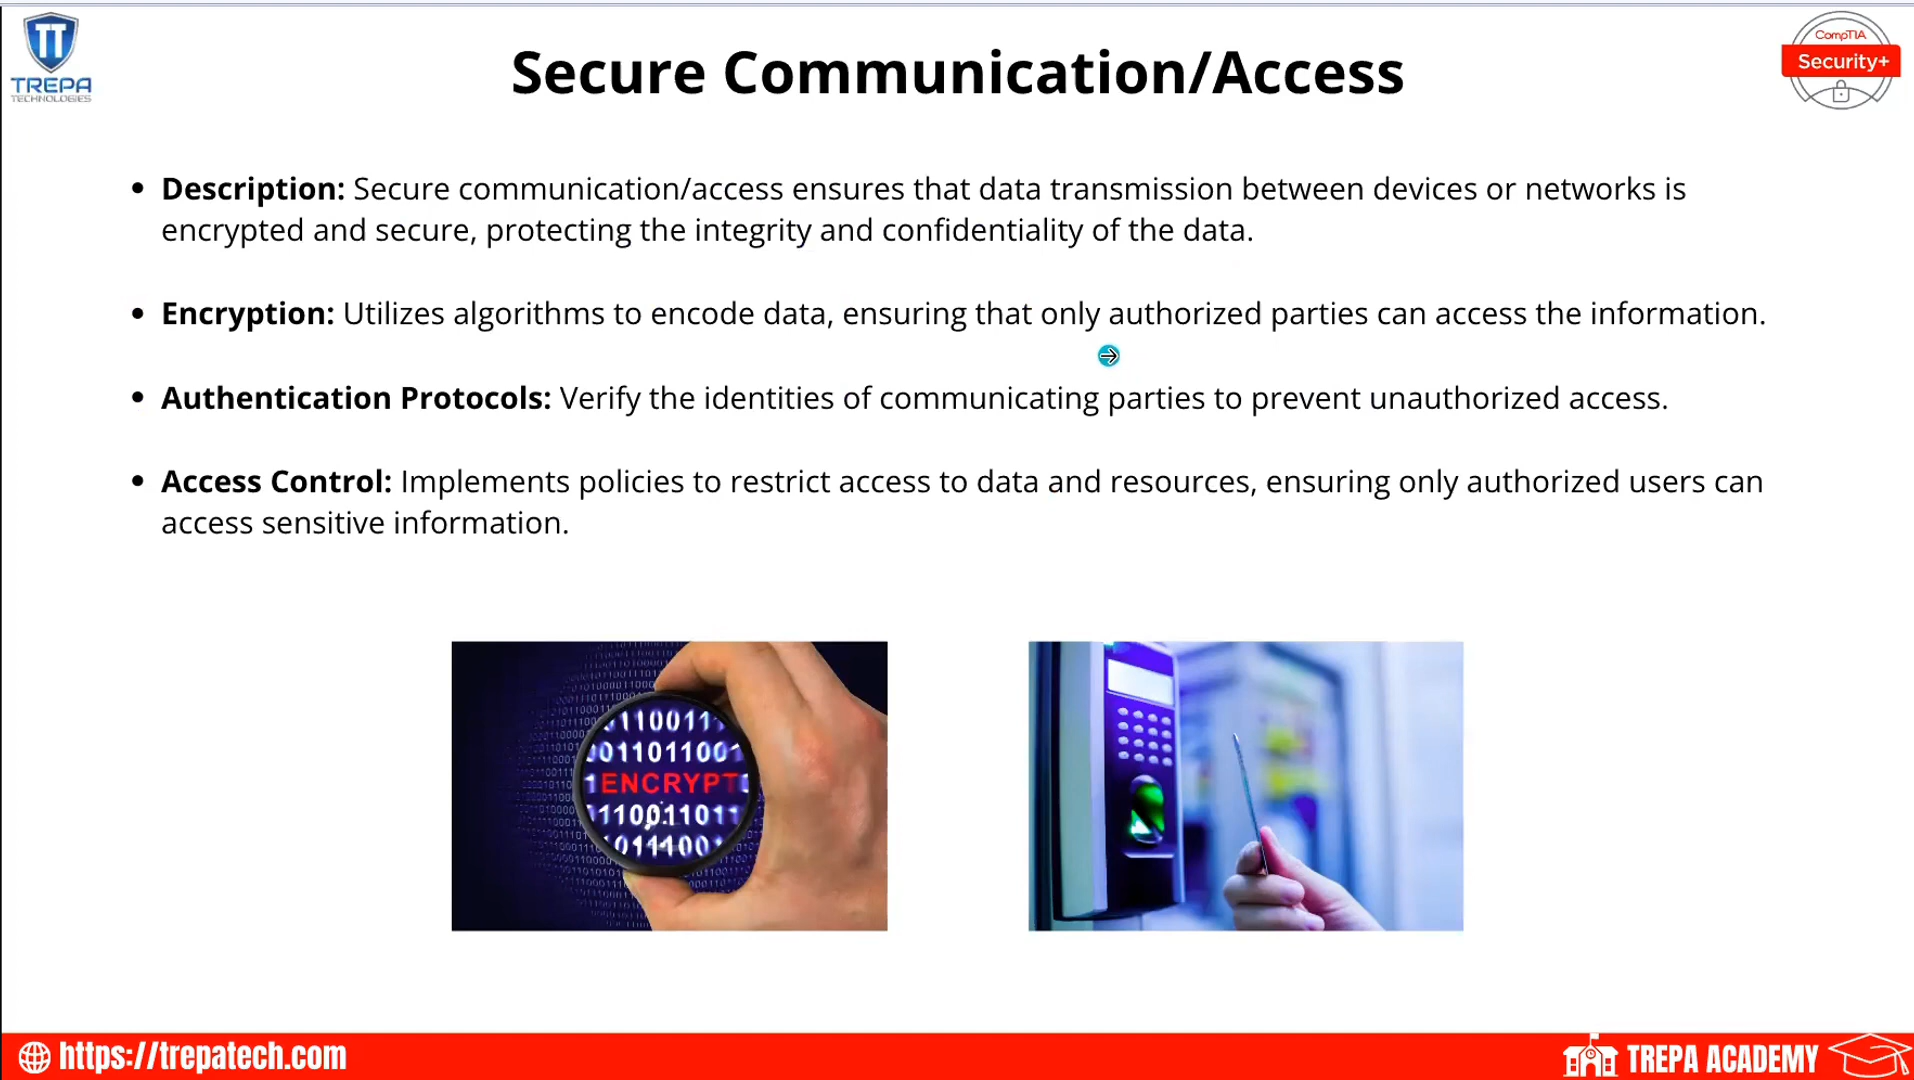 TREPA
TECHNOLOGIES
Secure Communication/Access
CompTIA
Security+
• Description: Secure communication/access ensures that data transmission between devices or networks is
encrypted and secure, protecting the integrity and confidentiality of the data.
• Encryption: Utilizes algorithms to encode data, ensuring that only authorized parties can access the information.
• Authentication Protocols: Verify the identities of communicating parties to prevent unauthorized access.
• Access Control: Implements policies to restrict access to data and resources, ensuring only authorized users can
access sensitive information.
ENCRYPT
https://trepatech.com
TREPA ACADEMY